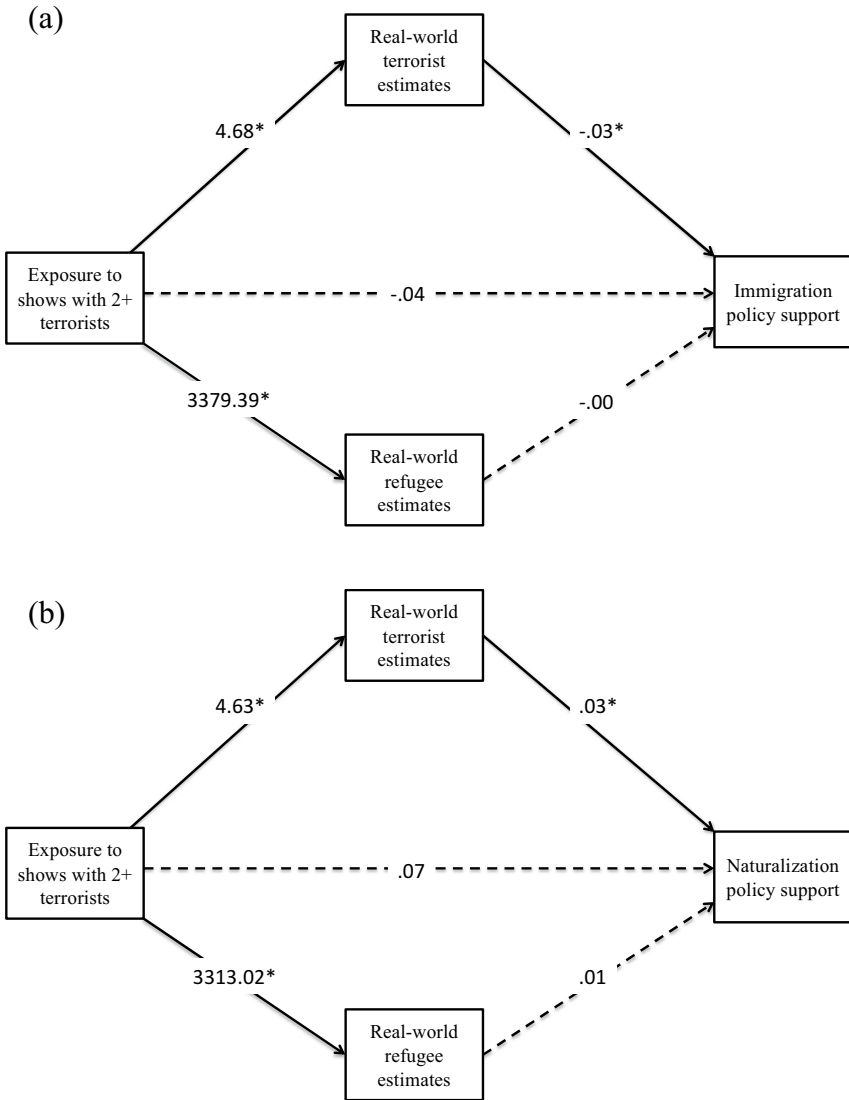 (a)
Real-world
terrorist
estimates
4.68*
-.03*
Exposure to
shows with 2+
terrorists
-.04
Immigration
policy support
3379.39*
-.00
Real-world
refugee
estimates
(b)
Real-world
terrorist
estimates
4.63*
.03*
Exposure to
shows with 2+
terrorists
.07
Naturalization
policy support
3313.02*
.01
Real-world
refugee
estimates